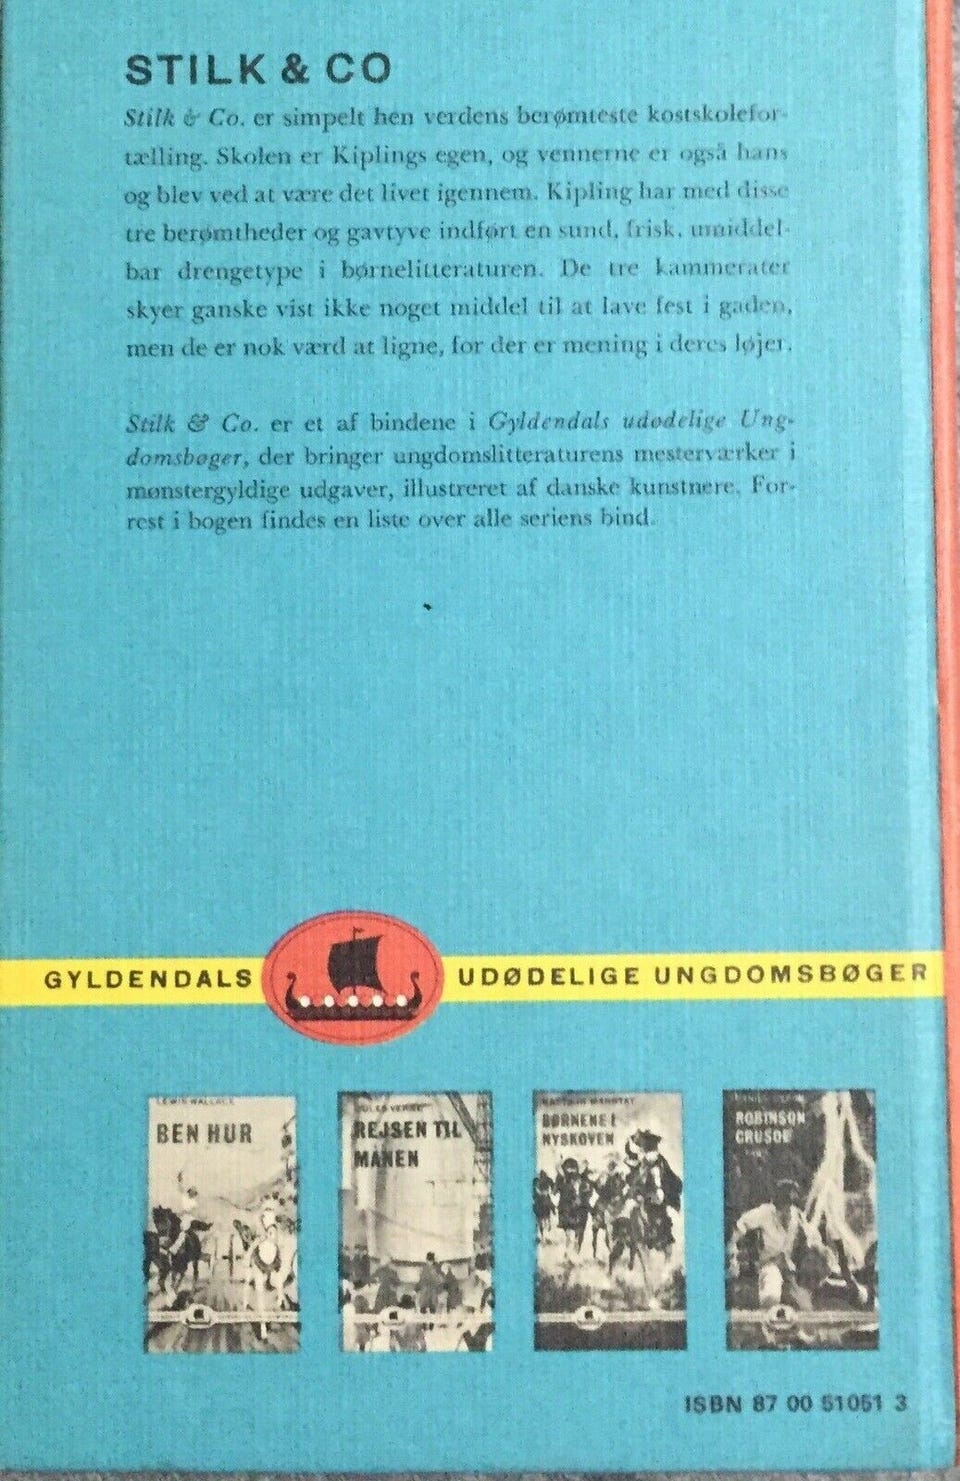 STILK & CO
Stilk & Co. er simpelt hen verdens berømteste kostskolefor-
tælling. Skolen er Kiplings egen, og vennerne er også hans
og blev ved at være det livet igennem. Kipling har med disse
tre berømtheder og gavtyve indført en sund, frisk, umiddel-
bar drengetype i børnelitteraturen. De tre kammerater
skyer ganske vist ikke noget middel til at lave fest i gaden,
men de er nok værd at ligne, for der er mening i deres løjer.
Stilk & Co. er et af bindene i Gyldendals udødelige Ung-
domsbøger, der bringer ungdomslitteraturens mesterværker i
mønstergyldige udgaver, illustreret af danske kunstnere. For-
rest i bogen findes en liste over alle seriens bind.
GYLDENDALS UDØDELIGE UNGDOMSBØGER
LEWIS WALLACE
BEN HUR
JULES VERNE
REJSEN TIL
MÅNEN
BØRNENE I
NYSKOVEN
ROBINSON
CRUSOE
ISBN 87 00 51051 3